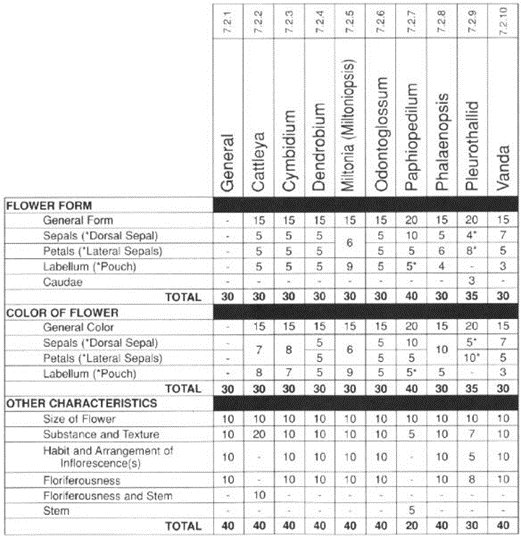 7.2.1 7.2.2 7.2.3 7.2.4 7.2.5 7.2.6 7.2.7 7.2.8 7.2.9 7.2.10
General Cattleya Cymbidium Dendrobium Miltonia (Miltoniopsis) Odontoglossum Paphiopedilum Phalaenopsis Pleurothallid Vanda
FLOWER FORM
General Form - 15 15 15 15 15 20 15 20 15
Sepals (*Dorsal Sepal) - 5 5 5 6 5 10 5 4* 7
Petals (*Lateral Sepals) - 5 5 5 5 5 6 8* 5
Labellum (*Pouch) - 5 5 5 9 5 5* 4 - 3
Caudae - - - - - - - - 3 -
TOTAL 30 30 30 30 30 30 40 30 35 30
COLOR OF FLOWER
General Color - 15 15 15 15 15 20 15 20 15
Sepals (*Dorsal Sepal) - 7 8 5 6 5 10 10 5* 7
Petals (*Lateral Sepals) - 5 5 5 10* 5
Labellum (*Pouch) - 8 7 5 9 5 5* 5 - 3
TOTAL 30 30 30 30 30 30 40 30 35 30
OTHER CHARACTERISTICS
Size of Flower 10 10 10 10 10 10 10 10 10 10
Substance and Texture 10 20 10 10 10 10 5 10 7 10
Habit and Arrangement of
Inflorescence(s) 10 - 10 10 10 10 - 10 5 10
Floriferousness 10 - 10 10 10 10 - 10 8 10
Floriferousness and Stem - 10 - - - - - - - -
Stem - - - - - - 5 - - -
TOTAL 40 40 40 40 40 40 20 40 30 40